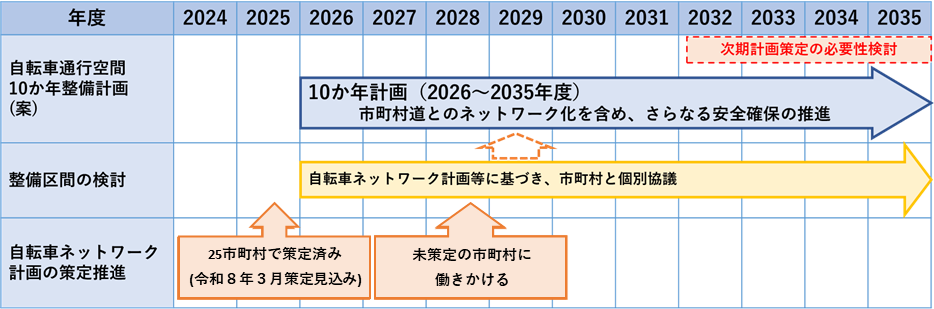 年度 2024 2025 2026 2027 2028 2029 2030 2031 2032 2033 2034 2035
次期計画策定の必要性検討
自転車通行空間
10か年整備計画
(案)
10か年計画（2026～2035年度）
市町村道とのネットワーク化を含め、さらなる安全確保の推進
整備区間の検討
自転車ネットワーク計画等に基づき、市町村と個別協議
自転車ネットワーク
計画の策定推進
25市町村で策定済み
(令和８年３月策定見込み)
未策定の市町村に
働きかける